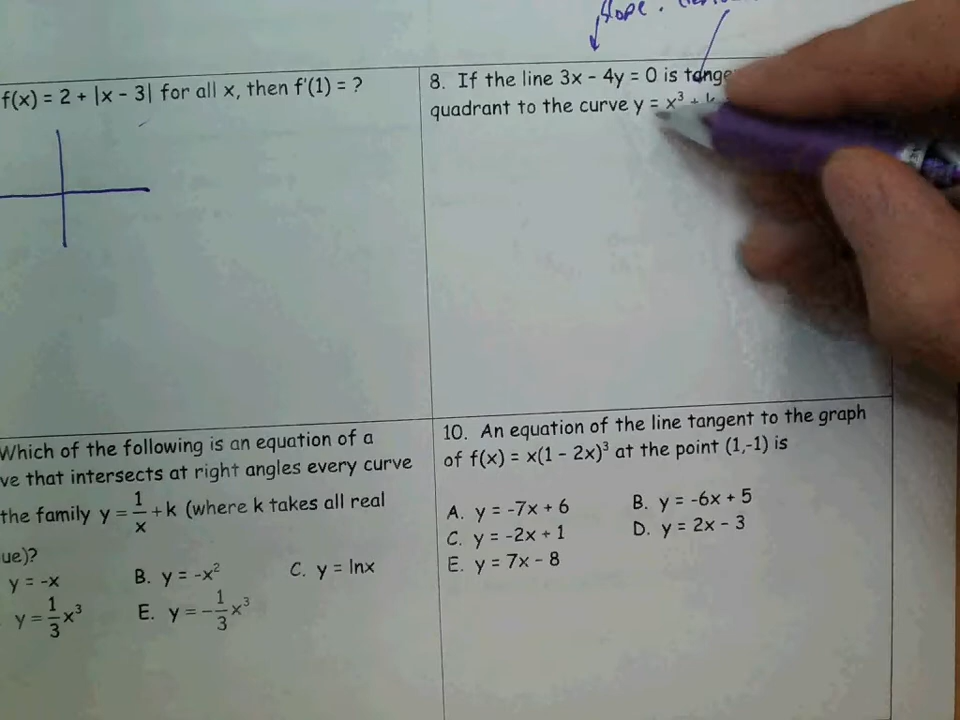 slope.
f(x) = 2 + |x - 3| for all x, then f'(1) = ?
8. If the line 3x - 4y = 0 is
quadrant to the curve y = x³ +
Which of the following is an equation of a
ve that intersects at right angles every curve
the family y = 1/x + k (where k takes all real
ue)?
y = -x B. y = -x² C. y = lnx
y = 1/3 x³ E. y = -1/3 x³
10. An equation of the line tangent to the graph
of f(x) = x(1 - 2x)³ at the point (1,-1) is
A. y = -7x + 6 B. y = -6x + 5
C. y = -2x + 1 D. y = 2x - 3
E. y = 7x - 8